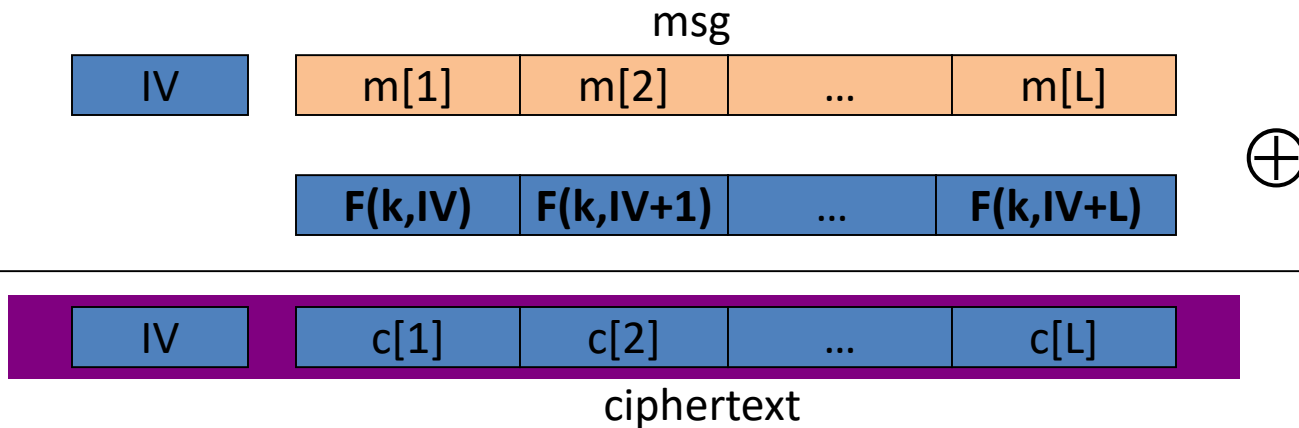 msg
IV m[1] m[2] ... m[L]
⊕
F(k,IV) F(k,IV+1) ... F(k,IV+L)
IV c[1] c[2] ... c[L]
ciphertext